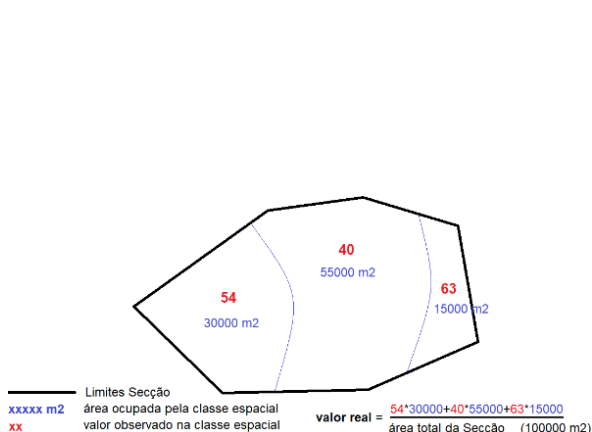 40
55000 m2
54
30000 m2
63
15000 m2
Limites Secção
xxxxx m2 área ocupada pela classe espacial
xx valor observado na classe espacial
valor real = 54*30000+40*55000+63*15000
área total da Secção (100000 m2)